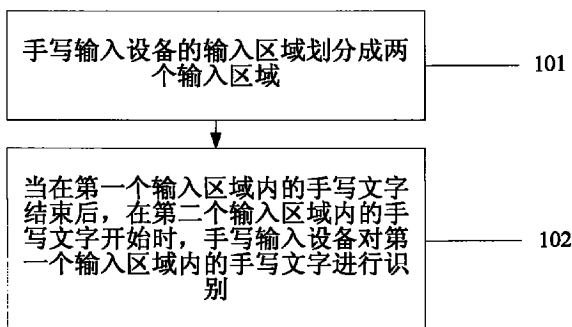 手写输入设备的输入区域划分成两
个输入区域
101
当在第一个输入区域内的手写文字
结束后，在第二个输入区域内的手
写文字开始时，手写输入设备对第
一个输入区域内的手写文字进行识
别
102